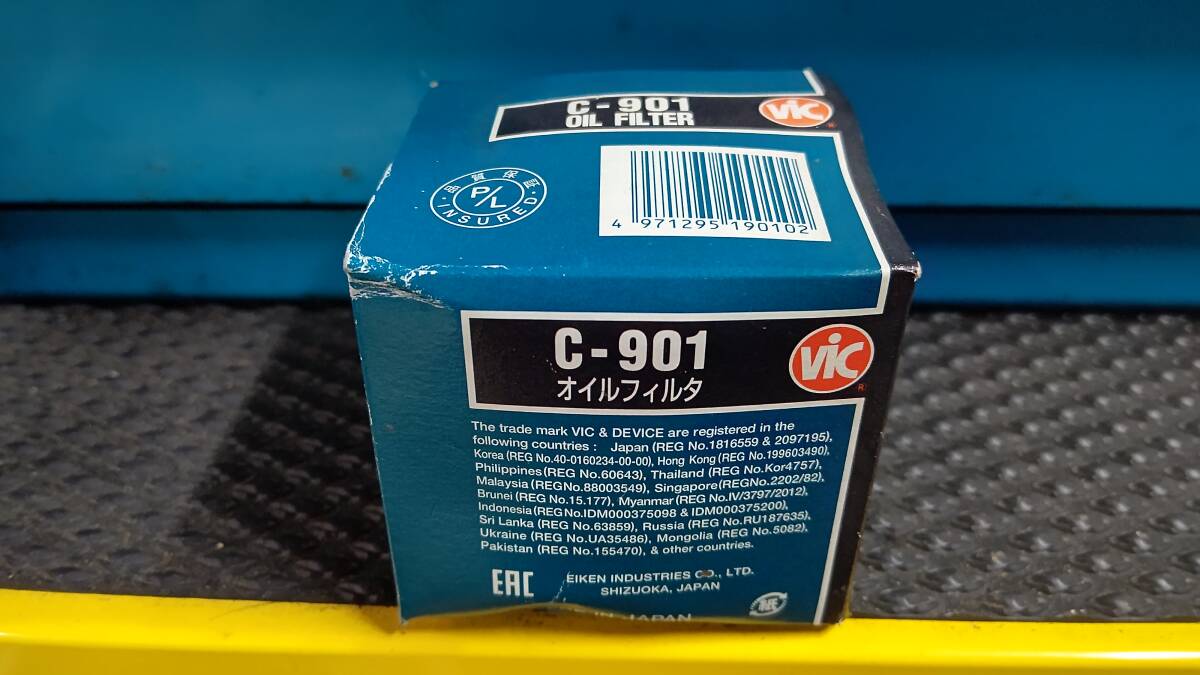 C-901
OIL FILTER
VIC
品質保証
P/L
INSURED
4 971295 190102
C-901
オイルフィルタ
VIC
The trade mark VIC & DEVICE are registered in the
following countries : Japan (REG No.1816559 & 2097195),
Korea (REG No.40-0160234-00-00), Hong Kong (REG No.199603490),
Philippines(REG No.60643), Thailand (REG No.Kor4757),
Malaysia (REGNo.88003549), Singapore(REGNo.2202/82),
Brunei (REG No.15.177), Myanmar (REG No.IV/3797/2012),
Indonesia (REG No.IDM000375098 & IDM000375200),
Sri Lanka (REG No.63859), Russia (REG No.RU187635),
Ukraine (REG No.UA35486), Mongolia (REG No.5082),
Pakistan (REG No.155470), & other countries.
EAC
EIKEN INDUSTRIES CO., LTD.
SHIZUOKA, JAPAN
IN JAPAN